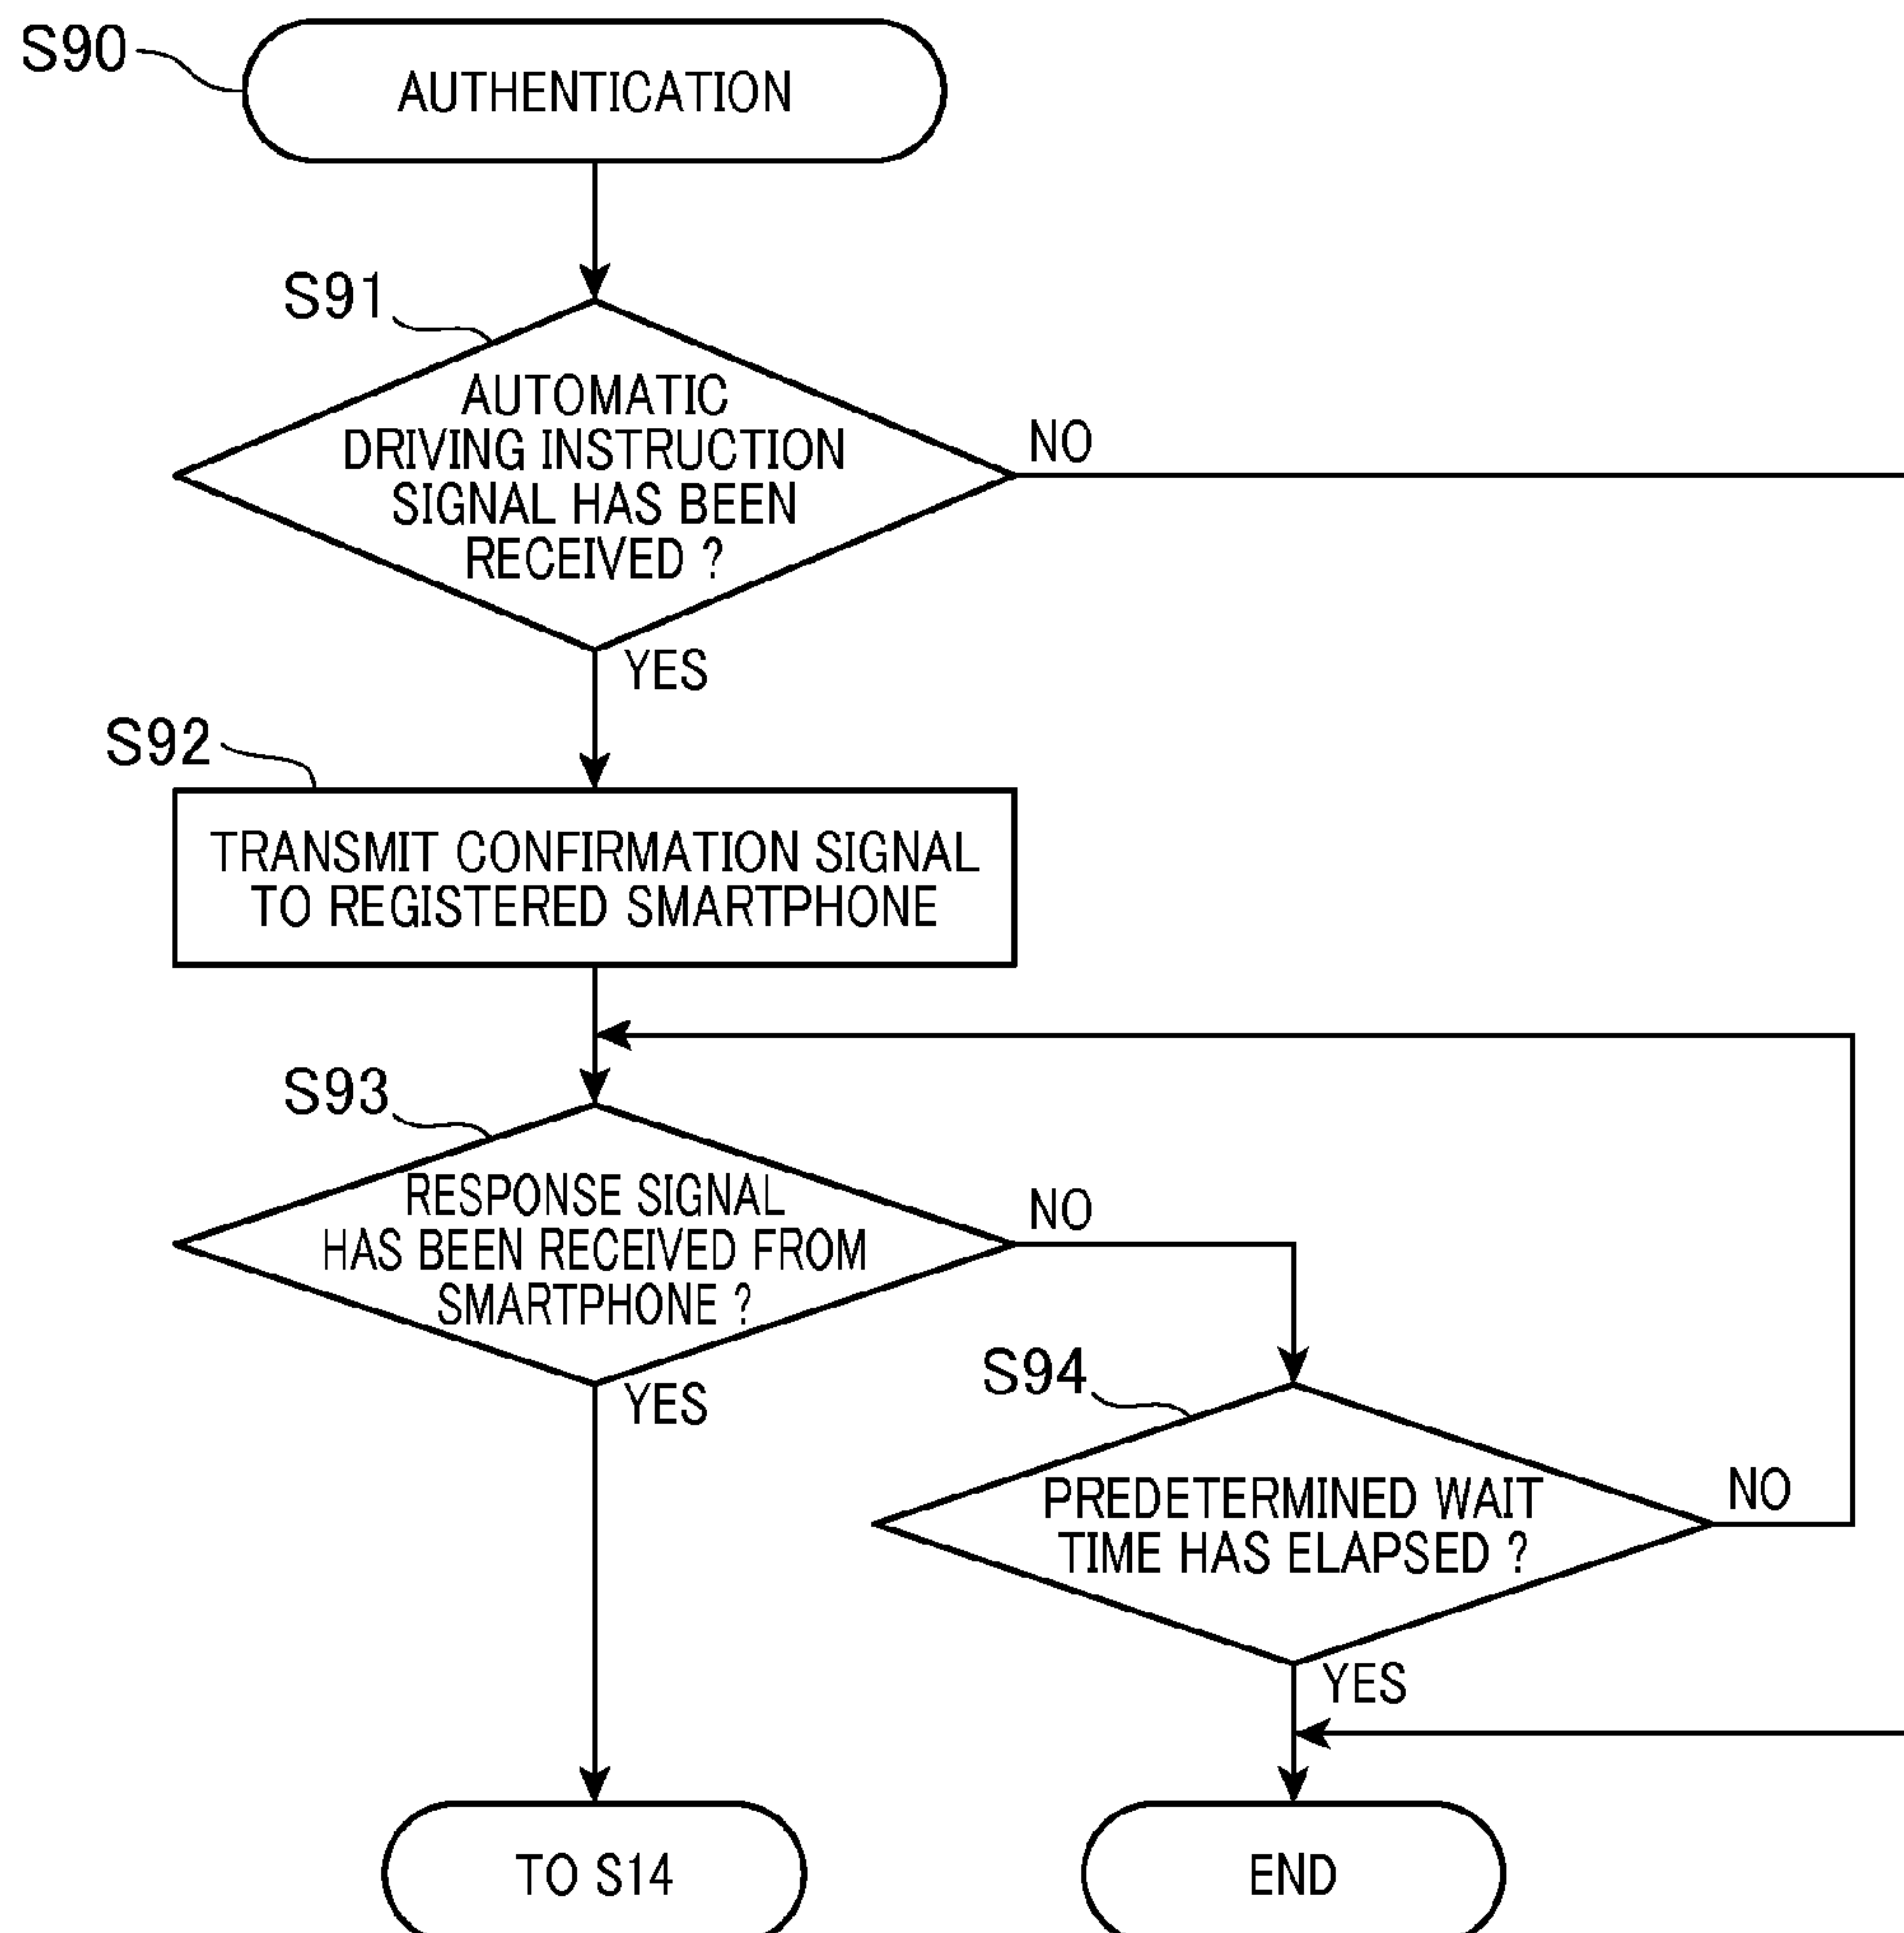 S90
AUTHENTICATION
S91
AUTOMATIC
DRIVING INSTRUCTION
SIGNAL HAS BEEN
RECEIVED ?
NO
YES
S92
TRANSMIT CONFIRMATION SIGNAL
TO REGISTERED SMARTPHONE
S93
RESPONSE SIGNAL
HAS BEEN RECEIVED FROM
SMARTPHONE ?
NO
YES
S94
PREDETERMINED WAIT
TIME HAS ELAPSED ?
NO
YES
TO S14
END